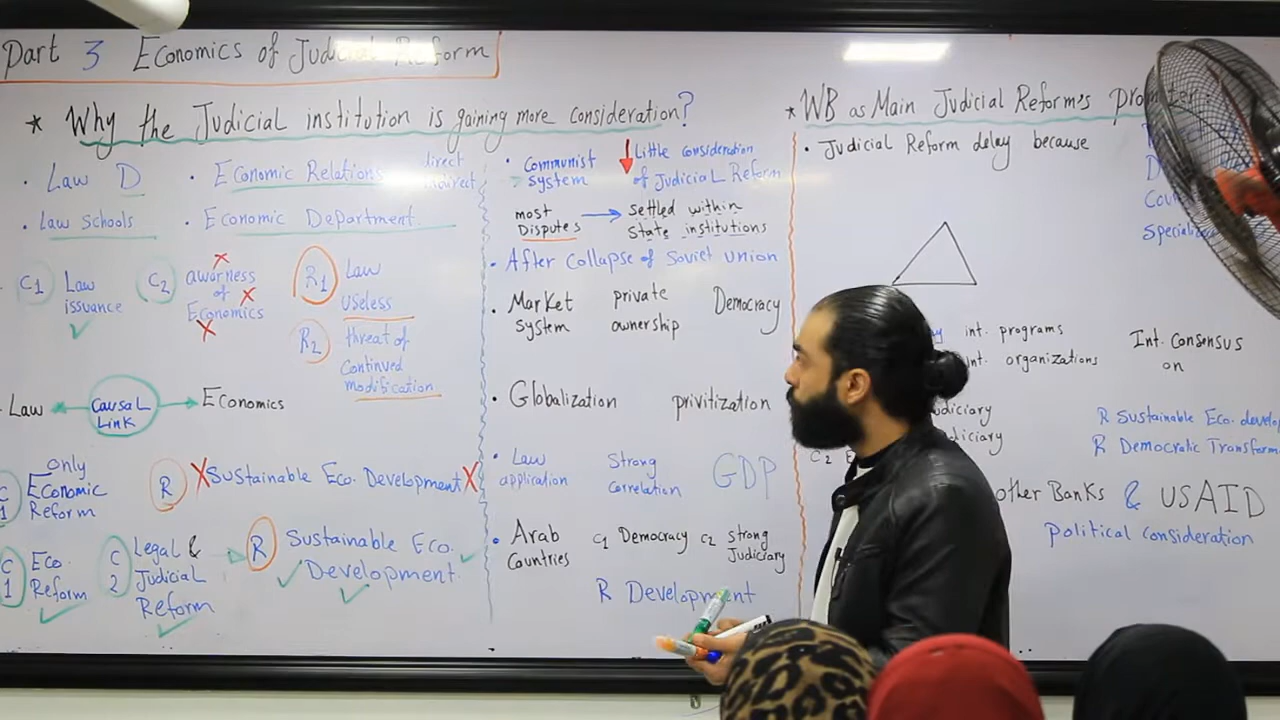 Part 3 Economics of Judicial Reform
* Why the Judicial institution is gaining more consideration?
• Law D • Economic Relations direct
indirect
• Law Schools • Economic Department
C1 Law
issuance
C2 awarness
of
Economics
R1 Law
useless
R2 threat of
continued
modification
Law Causal
Link Economics
C1 only
Economic
Reform
R Sustainable Eco. Development
C1 Eco.
Reform
C2 Legal &
Judicial
Reform
R Sustainable Eco.
Development
• Communist
System
Little consideration
of Judicial Reform
most
Disputes
settled within
State institutions
• After collapse of Soviet union
• Market
System
private
ownership
Democracy
• Globalization privitization
• Law
application
Strong
Correlation
GDP
• Arab
Countries
C1 Democracy C2 strong
Judiciary
R Development
* WB as Main Judicial Reform's
• Judicial Reform delay because
int. programs
int. organizations
Int. Consensus
on
C2
R Sustainable Eco.
R Democratic
other Banks & USAID
political consideration